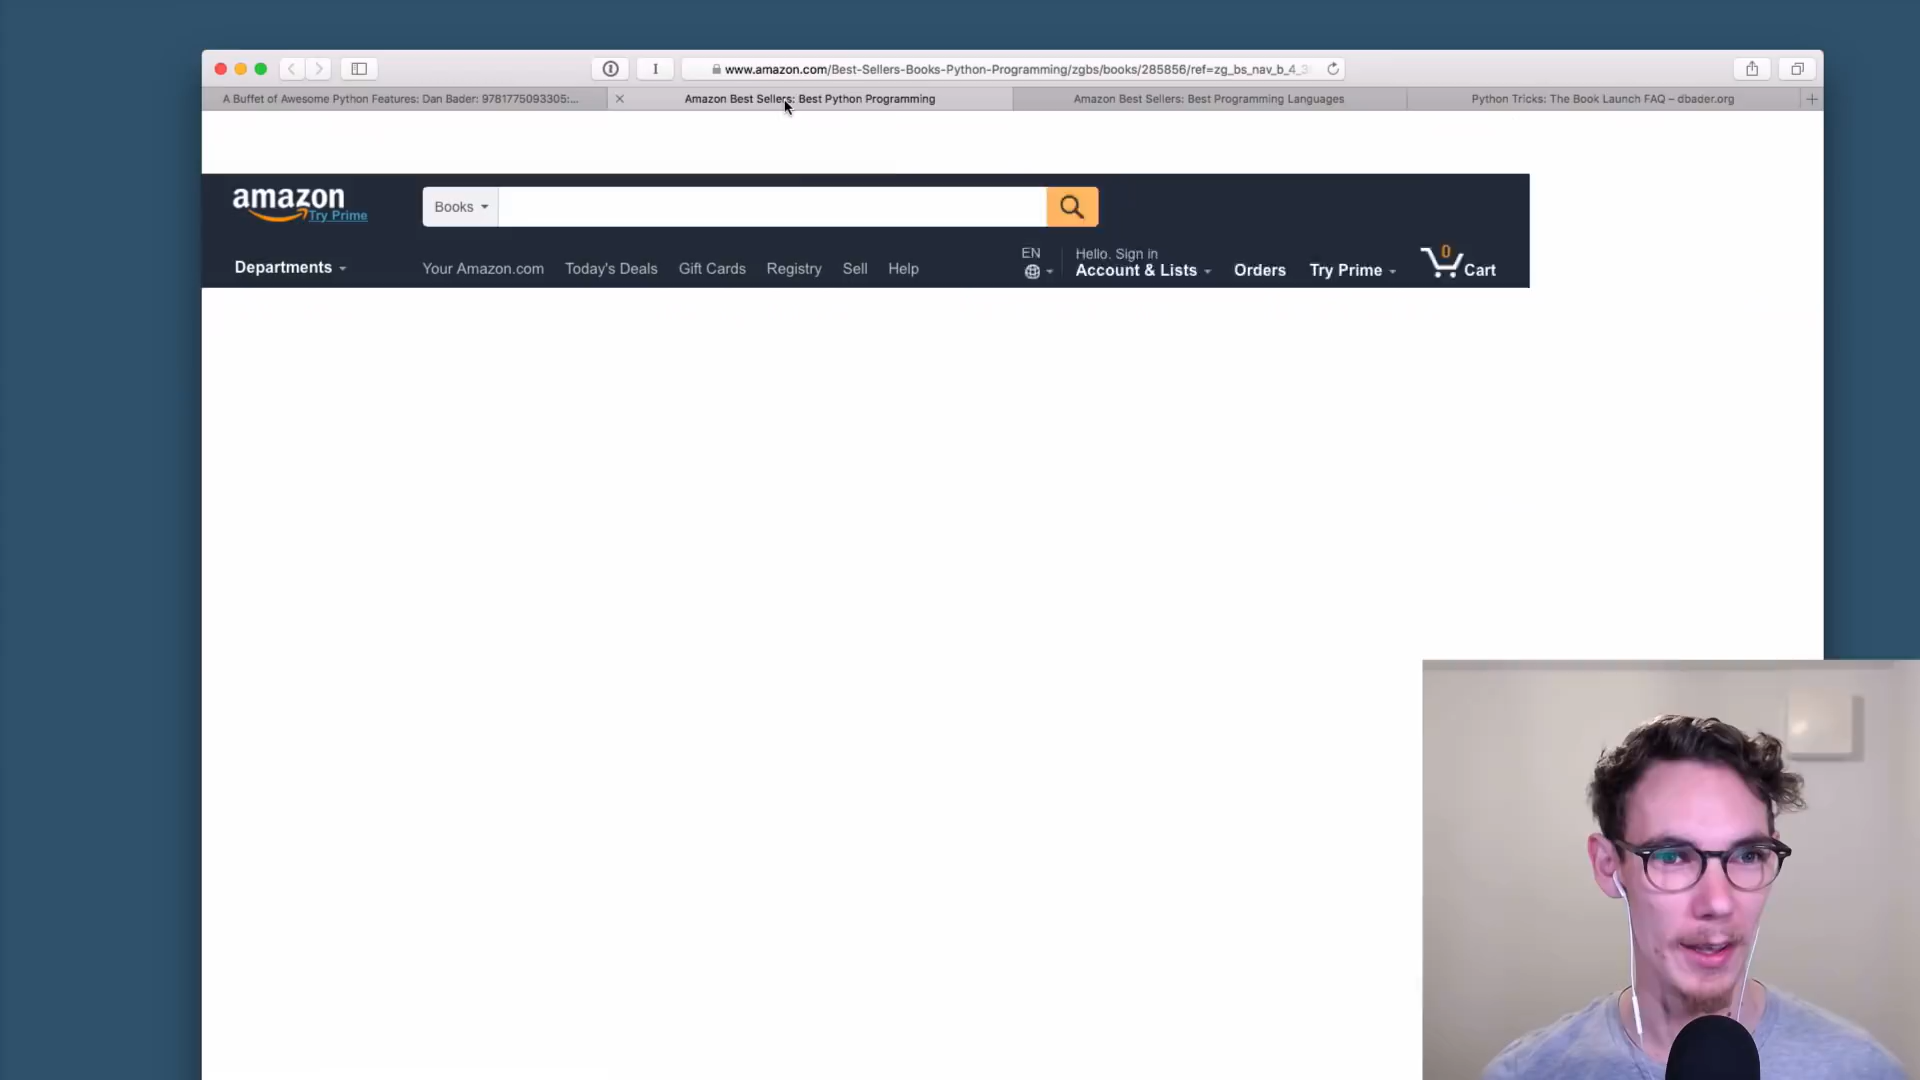 www.amazon.com/Best-Sellers-Books-Python-Programming/zgbs/books/285856/ref=zg_bs_nav_b_4_3
A Buffet of Awesome Python Features: Dan Bader: 9781775093305:...
Amazon Best Sellers: Best Python Programming
Amazon Best Sellers: Best Programming Languages
Python Tricks: The Book Launch FAQ – dbader.org
amazon
Try Prime
Books
EN
Hello. Sign in
0
Departments
Your Amazon.com
Today's Deals
Gift Cards
Registry
Sell
Help
Account & Lists
Orders
Try Prime
Cart